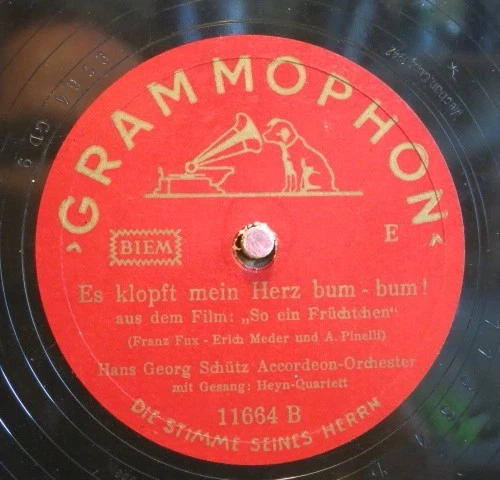 ›GRAMMOPHON‹
BIEM
E
Es klopft mein Herz bum - bum!
aus dem Film: „So ein Früchtchen“
(Franz Fux - Erich Meder und A. Pinelli)
Hans Georg Schütz Accordeon-Orchester
mit Gesang: Heyn-Quartett
11664 B
DIE STIMME SEINES HERRN